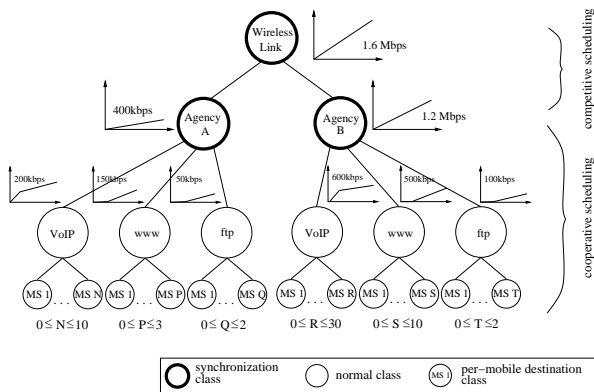 Wireless
Link
1.6 Mbps
competitive scheduling
400kbps
Agency
A
Agency
B
1.2 Mbps
200kbps
150kbps
50kbps
600kbps
500kbps
100kbps
cooperative scheduling
VoIP
www
ftp
VoIP
www
ftp
MS 1 . . . MS N
MS 1 . . . MS P
MS 1 . . . MS Q
MS 1 . . . MS R
MS 1 . . . MS S
MS 1 . . . MS T
0 ≤ N ≤ 10
0 ≤ P ≤ 3
0 ≤ Q ≤ 2
0 ≤ R ≤ 30
0 ≤ S ≤ 10
0 ≤ T ≤ 2
synchronization
class
normal class
MS 1
per-mobile destination
class